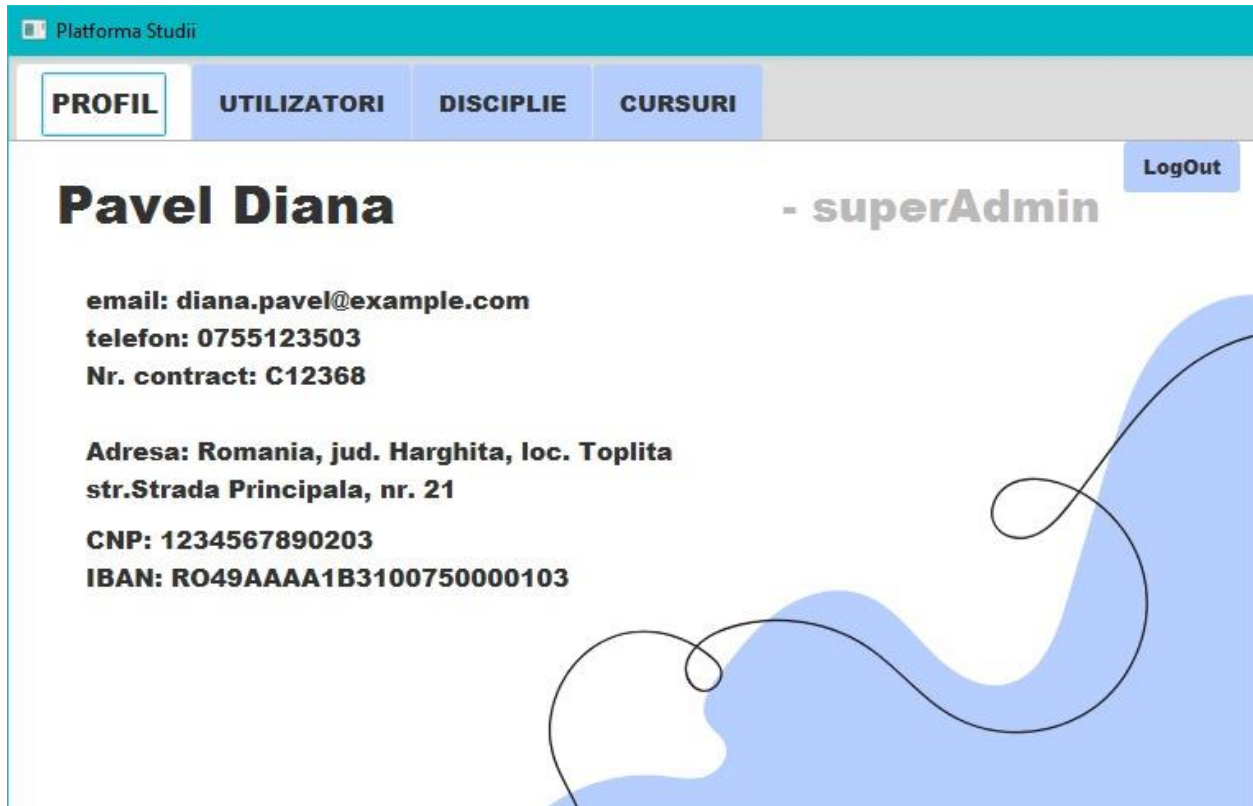 Platforma Studii
PROFIL UTILIZATORI DISCIPLIE CURSURI
LogOut
Pavel Diana - superAdmin
email: diana.pavel@example.com
telefon: 0755123503
Nr. contract: C12368
Adresa: Romania, jud. Harghita, loc. Toplita
str.Strada Principala, nr. 21
CNP: 1234567890203
IBAN: RO49AAAA1B3100750000103